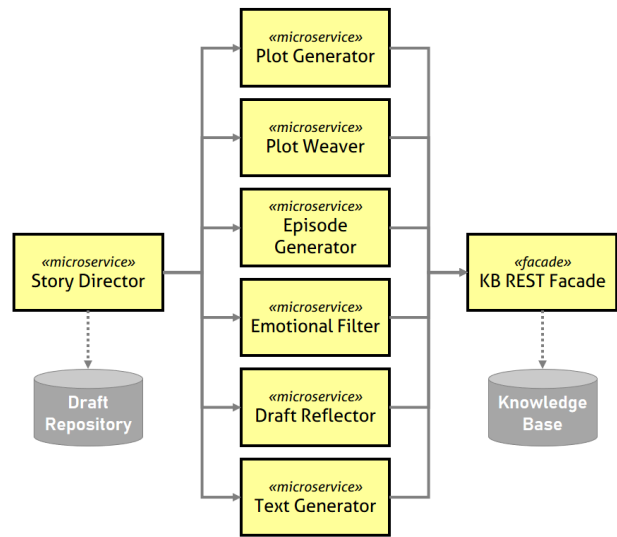 «microservice»
Plot Generator
«microservice»
Plot Weaver
«microservice»
Episode
Generator
«microservice»
Story Director
«facade»
KB REST Facade
«microservice»
Emotional Filter
Draft
Repository
«microservice»
Draft Reflector
Knowledge
Base
«microservice»
Text Generator